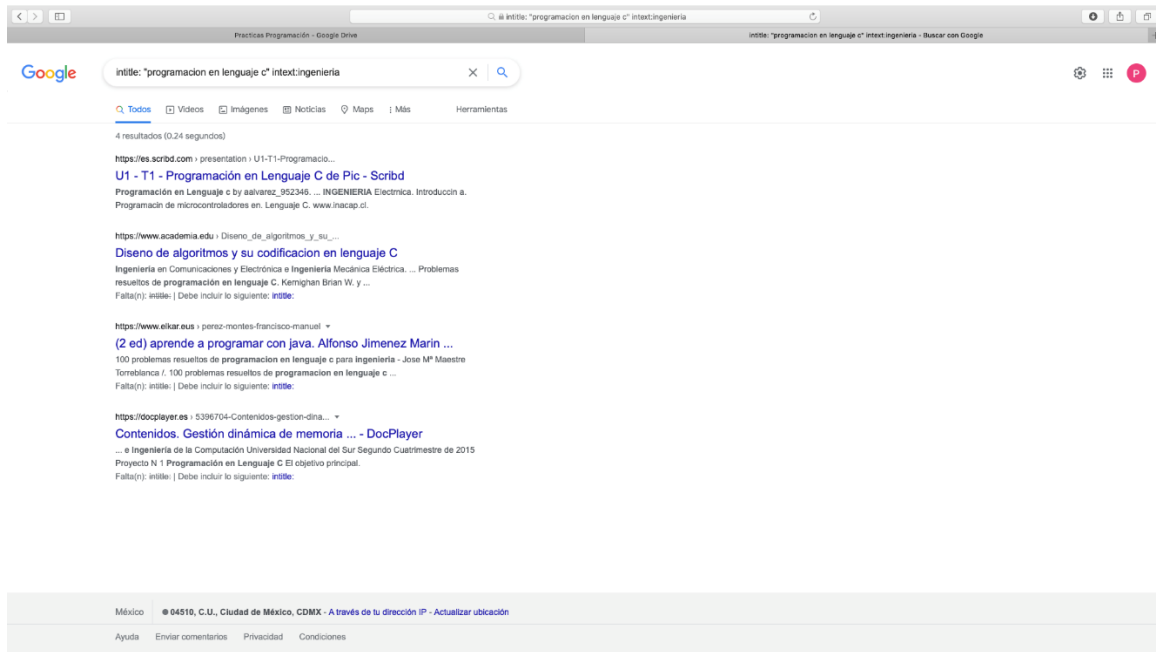 intitle: "programacion en lenguaje c" intext:ingenieria
Practicas Programación - Google Drive
intitle: "programacion en lenguaje c" intext:ingenieria - Buscar con Google
Google
intitle: "programacion en lenguaje c" intext:ingenieria
P
Todos Videos Imágenes Noticias Maps Más Herramientas
4 resultados (0.24 segundos)
https://es.scribd.com › presentation › U1-T1-Programacio...
U1 - T1 - Programación en Lenguaje C de Pic - Scribd
Programación en Lenguaje c by aalvarez_952346. ... INGENIERIA Electrnica. Introduccin a.
Programacin de microcontroladores en. Lenguaje C. www.inacap.cl.
https://www.academia.edu › Diseno_de_algoritmos_y_su_...
Diseno de algoritmos y su codificacion en lenguaje C
Ingeniería en Comunicaciones y Electrónica e Ingeniería Mecánica Eléctrica. ... Problemas
resueltos de programación en lenguaje C. Kernighan Brian W. y ...
Falta(n): intitle: | Debe incluir lo siguiente: intitle:
https://www.elkar.eus › perez-montes-francisco-manuel
(2 ed) aprende a programar con java. Alfonso Jimenez Marin ...
100 problemas resueltos de programacion en lenguaje c para ingenieria - Jose Mª Maestre
Torreblanca /. 100 problemas resueltos de programacion en lenguaje c ...
Falta(n): intitle: | Debe incluir lo siguiente: intitle:
https://docplayer.es › 5396704-Contenidos-gestion-dina...
Contenidos. Gestión dinámica de memoria ... - DocPlayer
... e Ingeniería de la Computación Universidad Nacional del Sur Segundo Cuatrimestre de 2015
Proyecto N 1 Programación en Lenguaje C El objetivo principal.
Falta(n): intitle: | Debe incluir lo siguiente: intitle:
México 04510, C.U., Ciudad de México, CDMX - A través de tu dirección IP - Actualizar ubicación
Ayuda Enviar comentarios Privacidad Condiciones